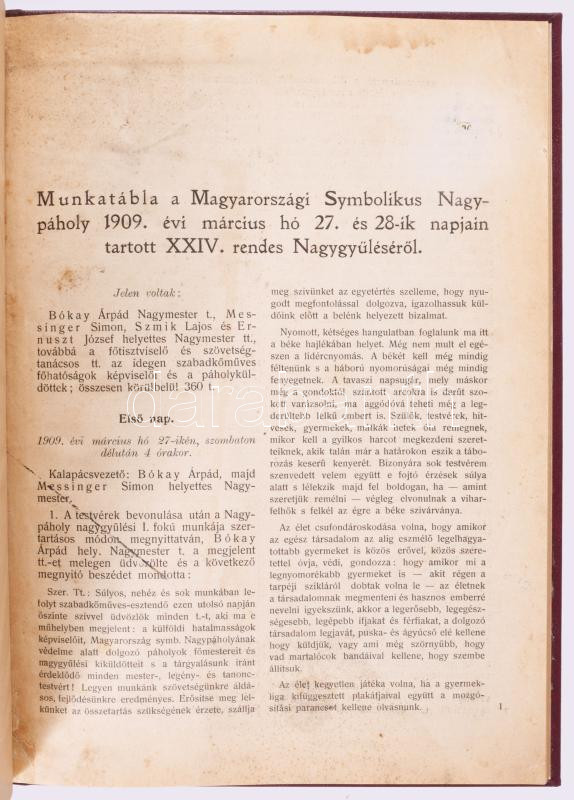 Munkatábla a Magyarországi Symbolikus Nagy-
páholy 1909. évi március hó 27. és 28-ik napjain
tartott XXIV. rendes Nagygyűléséről.
Jelen voltak:
Bókay Árpád Nagymester t., Mes-
singer Simon, Szmik Lajos és Er-
nuszt József helyettes Nagymester tt.,
továbbá a főtisztviselő és szövetség-
tanácsos tt. az idegen szabadkőműves
főhatóságok képviselői és a páholykül-
döttek; összesen körülbelül 360 t.
Első nap.
1909. évi március hó 27-ikén, szombaton
délután 4 órakor.
Kalapácsvezető: Bókay Árpád, majd
Messinger Simon helyettes Nagy-
mester.
1. A testvérek bevonulása után a Nagy-
páholy nagygyűlési I. fokú munkája szer-
tartásos módon megnyittatván, Bókay
Árpád hely. Nagymester t. a megjelent
tt.-et melegen üdvözölte és a következő
megnyitó beszédet mondotta:
Szer. Tt.: Súlyos, nehéz és sok munkában le-
folyt szabadkőműves-esztendő ezen utolsó napján
őszinte szívvel üdvözlök minden t.-t, aki ma e
műhelyben megjelent: a külföldi hatalmasságok
képviselőit, Magyarország symb. Nagypáholyának
védelme alatt dolgozó páholyok főmestereit és
nagygyűlési kiküldötteit s a tárgyalásunk iránt
érdeklődő minden mester-, legény- és tanonc-
testvért! Legyen munkánk szövetségünkre áldá-
sos, fejlődésünkre eredményes. Erősítse meg lel-
künket az összetartás szükségének érzete, szállja
meg szivünket az egyetértés szelleme, hogy nyu-
godt megfontolással dolgozva, igazolhassuk kül-
dőink előtt a belénk helyezett bizalmat.
Nyomott, kétséges hangulatban foglalunk ma itt
a béke hajlékában helyet. Még nem mult el egé-
szen a lidércnyomás. A békét kell még mindig
féltenünk s a háború nyomorúságai még mindig
fenyegetnek. A tavaszi napsugár, mely máskor
még a gondoktól szántott arcokra is derűt szo-
kott varázsolni, ma aggódóvá teheti még a leg-
derültebb lelkű embert is. Szülők, testvérek, hit-
vesek, gyermekek, mátkák
mikor kell a gyilkos harcot megkezdeni szeret-
teiknek, akik talán már a határokon eszik a tábo-
rozás keserű kenyerét. Bizonyára sok testvérem
szenvedett velem együtt e fojtó érzések súlya
alatt s lélekzik majd fel boldogan, ha — amint
szeretjük remélni — végleg elvonulnak a vihar-
felhők s felkél az égre a béke szivárványa.
Az élet csufondároskodása volna, hogy amikor
az egész társadalom az alig eszmélő legelhagya-
tottabb gyermeket is közös erővel, közös szere-
tettel óvja, védi, gondozza: hogy amikor mi a
legnyomorékabb gyermeket is — akit régen a
tarpéji szikláról dobtak volna le — az életnek
a társadalomnak megmenteni és hasznos emberré
nevelni igyekszünk, akkor a legerősebb, legegész-
ségesebb, legépebb ifjakat és férfiakat, a dolgozó
társadalom legjavát, puska- és ágyúcső elé kellene
hogy küldjük, vagy ami még szörnyűbb, hogy
vad martalócok bandáival kellene, hogy szembe
állítsuk.
Az élet kegyetlen játéka volna, ha a gyermek-
liga kifüggesztett plakátjaival együtt a mozgó-
sítási parancsot kellene olvasnunk.
1